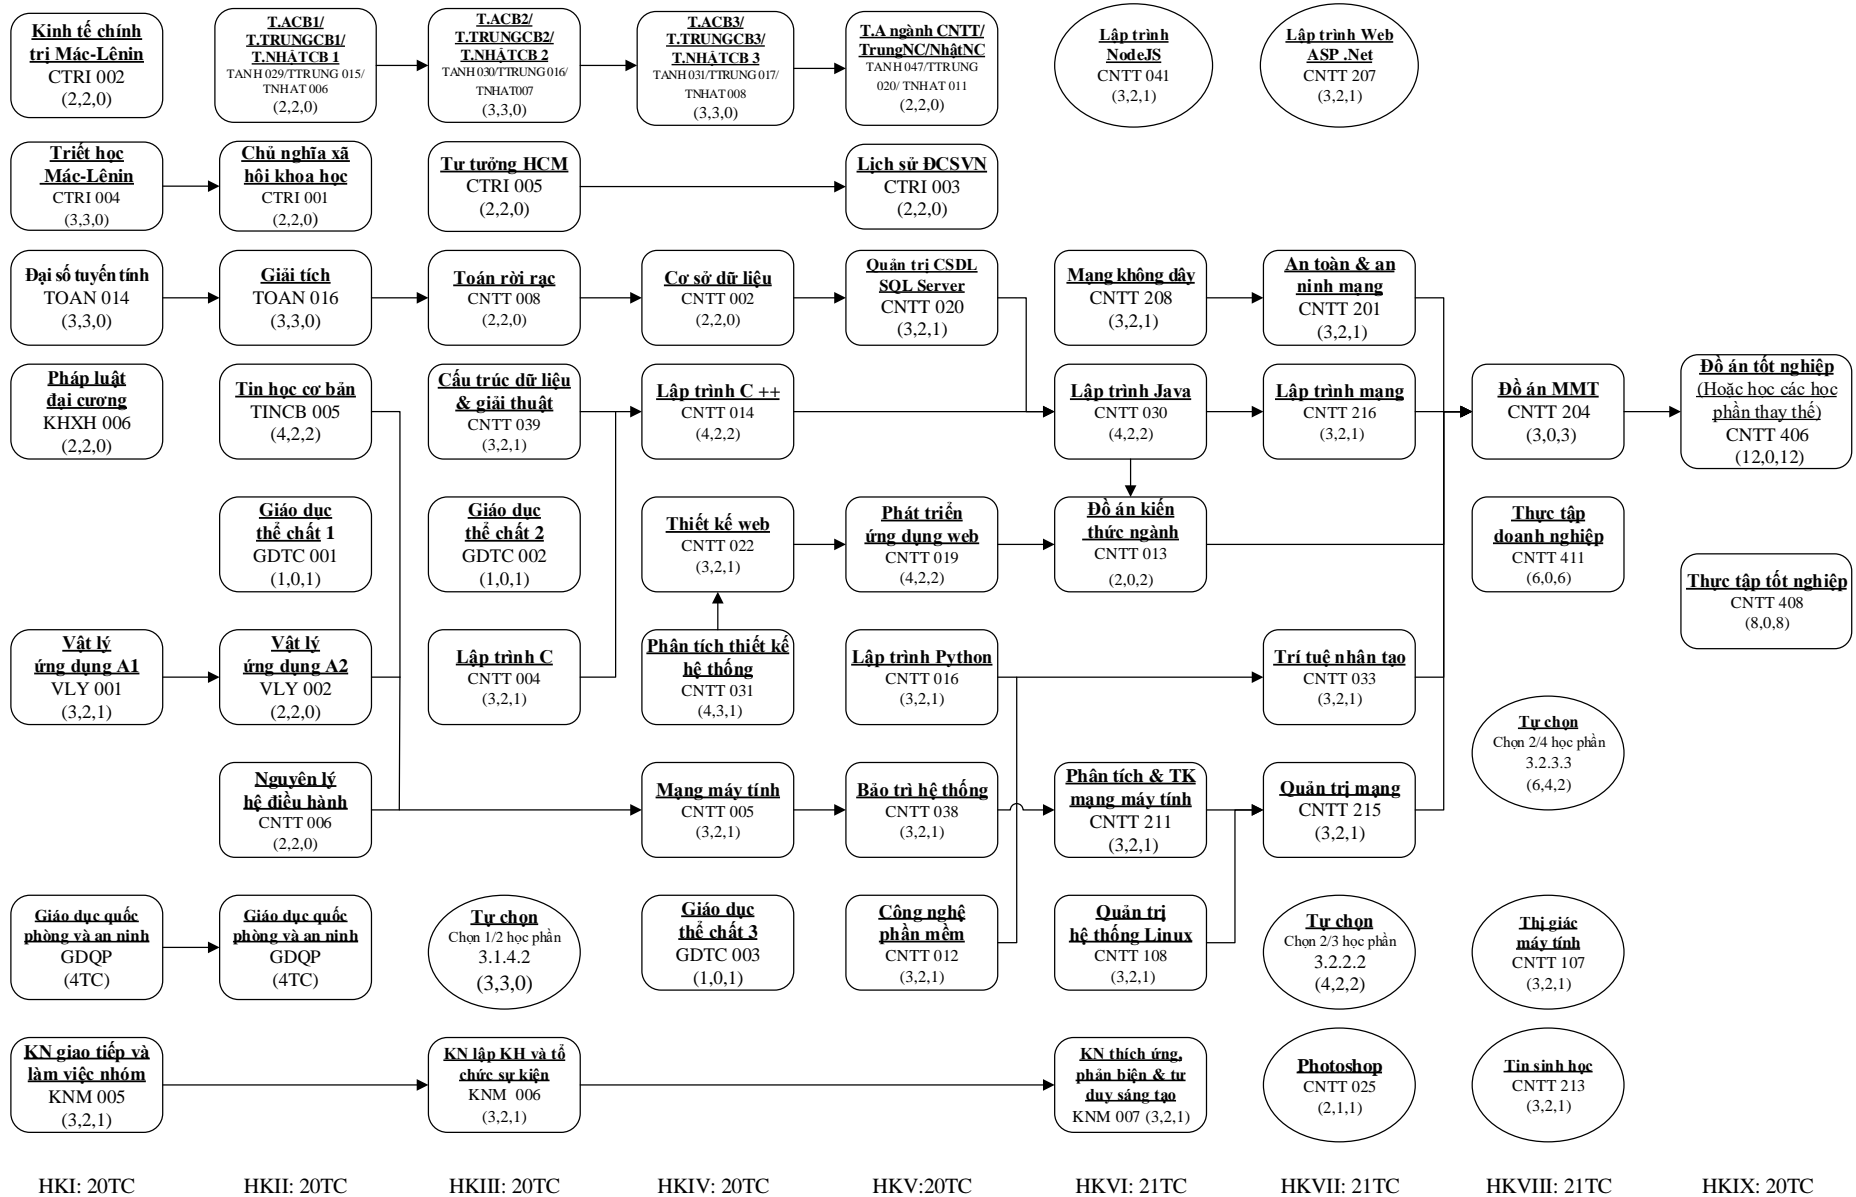 Kinh tế chính
trị Mác-Lênin
CTRI 002
(2,2,0)
T.ACB1/
T.TRUNGCB1/
T.NHẬTCB 1
TANH 029/TTRUNG 015/
TNHAT 006
(2,2,0)
T.ACB2/
T.TRUNGCB2/
T.NHẬTCB 2
TANH 030/TTRUNG 016/
TNHAT007
(3,3,0)
T.ACB3/
T.TRUNGCB3/
T.NHẬTCB 3
TANH 031/TTRUNG 017/
TNHAT 008
(3,3,0)
T.A ngành CNTT/
TrungNC/NhậtNC
TANH 047/TTRUNG
020/ TNHAT 011
(2,2,0)
Lập trình
NodeJS
CNTT 041
(3,2,1)
Lập trình Web
ASP .Net
CNTT 207
(3,2,1)
Triết học
Mác-Lênin
CTRI 004
(3,3,0)
Chủ nghĩa xã
hôi khoa học
CTRI 001
(2,2,0)
Tư tưởng HCM
CTRI 005
(2,2,0)
Lịch sử ĐCSVN
CTRI 003
(2,2,0)
Đại số tuyến tính
TOAN 014
(3,3,0)
Giải tích
TOAN 016
(3,3,0)
Toán rời rạc
CNTT 008
(2,2,0)
Cơ sở dữ liệu
CNTT 002
(2,2,0)
Quản trị CSDL
SQL Server
CNTT 020
(3,2,1)
Mạng không dây
CNTT 208
(3,2,1)
An toàn & an
ninh mạng
CNTT 201
(3,2,1)
Pháp luật
đại cương
KHXH 006
(2,2,0)
Tin học cơ bản
TINCB 005
(4,2,2)
Cấu trúc dữ liệu
& giải thuật
CNTT 039
(3,2,1)
Lập trình C ++
CNTT 014
(4,2,2)
Lập trình Java
CNTT 030
(4,2,2)
Lập trình mạng
CNTT 216
(3,2,1)
Đồ án MMT
CNTT 204
(3,0,3)
Đồ án tốt nghiệp
(Hoặc học các học
phần thay thế)
CNTT 406
(12,0,12)
Giáo dục
thể chất 1
GDTC 001
(1,0,1)
Giáo dục
thể chất 2
GDTC 002
(1,0,1)
Thiết kế web
CNTT 022
(3,2,1)
Phát triển
ứng dụng web
CNTT 019
(4,2,2)
Đồ án kiến
thức ngành
CNTT 013
(2,0,2)
Thực tập
doanh nghiệp
CNTT 411
(6,0,6)
Thực tập tốt nghiệp
CNTT 408
(8,0,8)
Vật lý
ứng dụng A1
VLY 001
(3,2,1)
Vật lý
ứng dụng A2
VLY 002
(2,2,0)
Lập trình C
CNTT 004
(3,2,1)
Phân tích thiết kế
hệ thống
CNTT 031
(4,3,1)
Lập trình Python
CNTT 016
(3,2,1)
Trí tuệ nhân tạo
CNTT 033
(3,2,1)
Tự chọn
Chọn 2/4 học phần
3.2.3.3
(6,4,2)
Nguyên lý
hệ điều hành
CNTT 006
(2,2,0)
Mạng máy tính
CNTT 005
(3,2,1)
Bảo trì hệ thống
CNTT 038
(3,2,1)
Phân tích & TK
mạng máy tính
CNTT 211
(3,2,1)
Quản trị mạng
CNTT 215
(3,2,1)
Giáo dục quốc
phòng và an ninh
GDQP
(4TC)
Giáo dục quốc
phòng và an ninh
GDQP
(4TC)
Tự chọn
Chọn 1/2 học phần
3.1.4.2
(3,3,0)
Giáo dục
thể chất 3
GDTC 003
(1,0,1)
Công nghệ
phần mềm
CNTT 012
(3,2,1)
Quản trị
hệ thống Linux
CNTT 108
(3,2,1)
Tự chọn
Chọn 2/3 học phần
3.2.2.2
(4,2,2)
Thị giác
máy tính
CNTT 107
(3,2,1)
KN giao tiếp và
làm việc nhóm
KNM 005
(3,2,1)
KN lập KH và tổ
chức sự kiện
KNM 006
(3,2,1)
KN thích ứng,
phản biện & tư
duy sáng tạo
KNM 007 (3,2,1)
Photoshop
CNTT 025
(2,1,1)
Tin sinh học
CNTT 213
(3,2,1)
HKI: 20TC
HKII: 20TC
HKIII: 20TC
HKIV: 20TC
HKV:20TC
HKVI: 21TC
HKVII: 21TC
HKVIII: 21TC
HKIX: 20TC